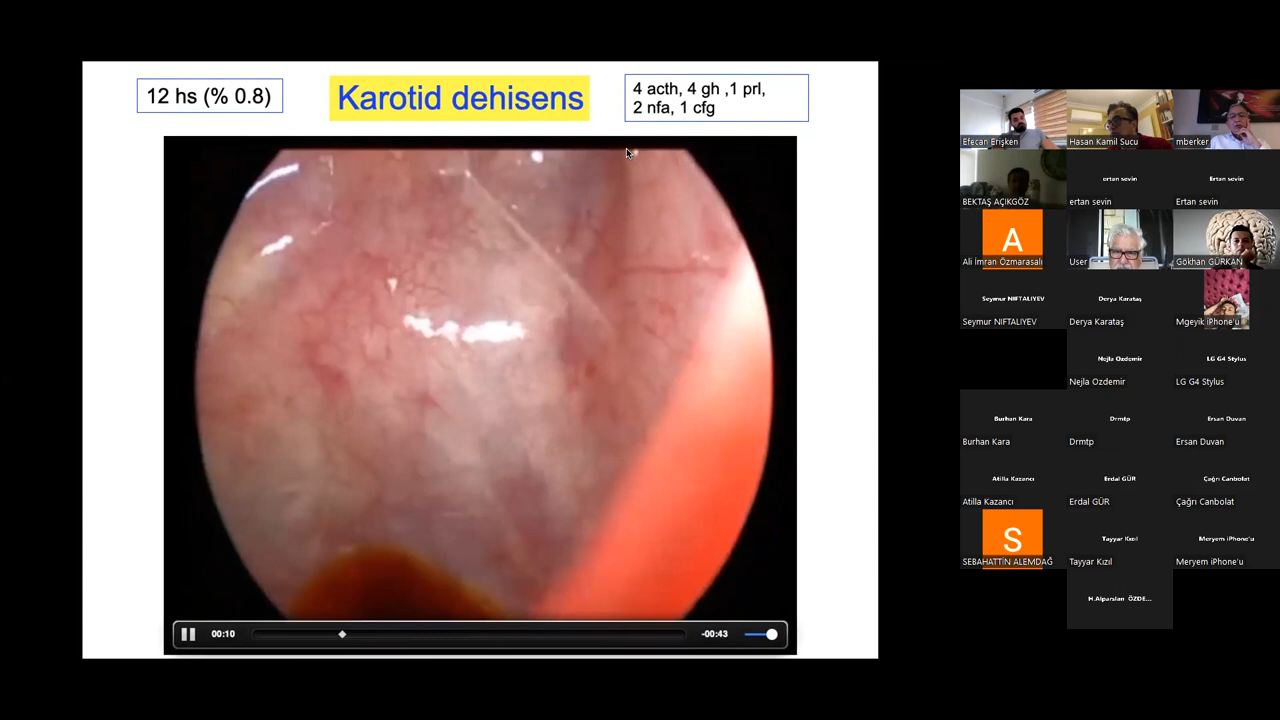 12 hs (% 0.8)
Karotid dehisens
4 acth, 4 gh ,1 prl,
2 nfa, 1 cfg
00:10
-00:43
Efecan Erişken
Hasan Kamil Sucu
mberker
BEKTAŞ AÇIKGÖZ
ertan sevin
ertan sevin
Ertan sevin
Ertan sevin
A
Ali İmran Özmarasalı
User
Gökhan GÜRKAN
Seymur NIFTALIYEV
Seymur NIFTALIYEV
Derya Karataş
Derya Karataş
Mgeyik iPhone'u
Nejla Ozdemir
Nejla Ozdemir
LG G4 Stylus
LG G4 Stylus
Burhan Kara
Burhan Kara
Drmtp
Drmtp
Ersan Duvan
Ersan Duvan
Atilla Kazancı
Atilla Kazancı
Erdal GÜR
Erdal GÜR
Çağrı Canbolat
Çağrı Canbolat
S
SEBAHATTİN ALEMDAĞ
Tayyar Kızıl
Tayyar Kızıl
Meryem iPhone'u
Meryem iPhone'u
H.Alparslan ÖZDE...